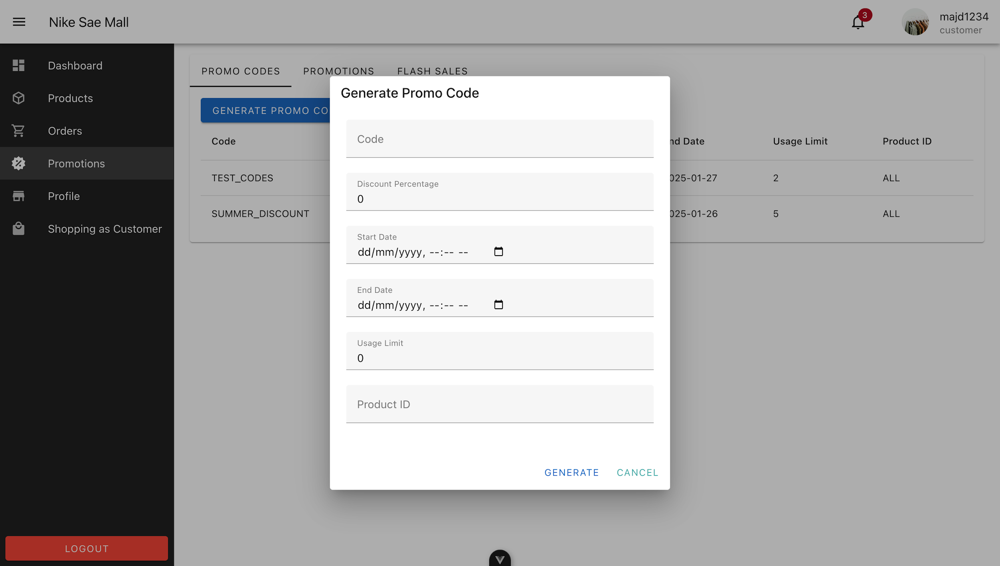 Nike Sae Mall
3
majd1234
customer
Dashboard
Products
Orders
Promotions
Profile
Shopping as Customer
LOGOUT
PROMO CODES PROMOTIONS FLASH SALES
GENERATE PROMO CO
Code nd Date Usage Limit Product ID
TEST_CODES 025-01-27 2 ALL
SUMMER_DISCOUNT 025-01-26 5 ALL
Generate Promo Code
Code
Discount Percentage
0
Start Date
dd/mm/yyyy, --:-- --
End Date
dd/mm/yyyy, --:-- --
Usage Limit
0
Product ID
GENERATE CANCEL